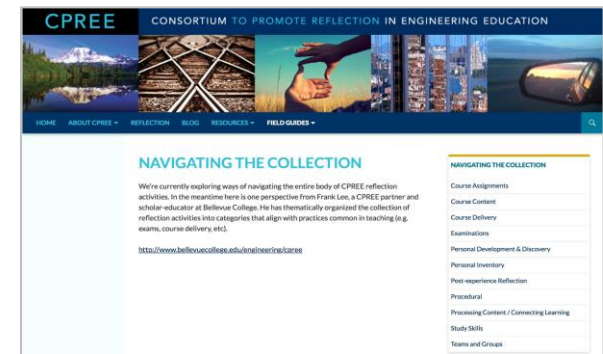 CPREE CONSORTIUM TO PROMOTE REFLECTION IN ENGINEERING EDUCATION
HOME ABOUT CPREE REFLECTION BLOG RESOURCES FIELD GUIDES
NAVIGATING THE COLLECTION
We're currently exploring ways of navigating the entire body of CPREE reflection
activities. In the meantime here is one perspective from Frank Lee, a CPREE partner and
scholar-educator at Bellevue College. He has thematically organized the collection of
reflection activities into categories that align with practices common in teaching (e.g.
exams, course delivery, etc).
http://www.bellevuecollege.edu/engineering/cpree
NAVIGATING THE COLLECTION
Course Assignments
Course Content
Course Delivery
Examinations
Personal Development & Discovery
Personal Inventory
Post-experience Reflection
Procedural
Processing Content / Connecting Learning
Study Skills
Teams and Groups